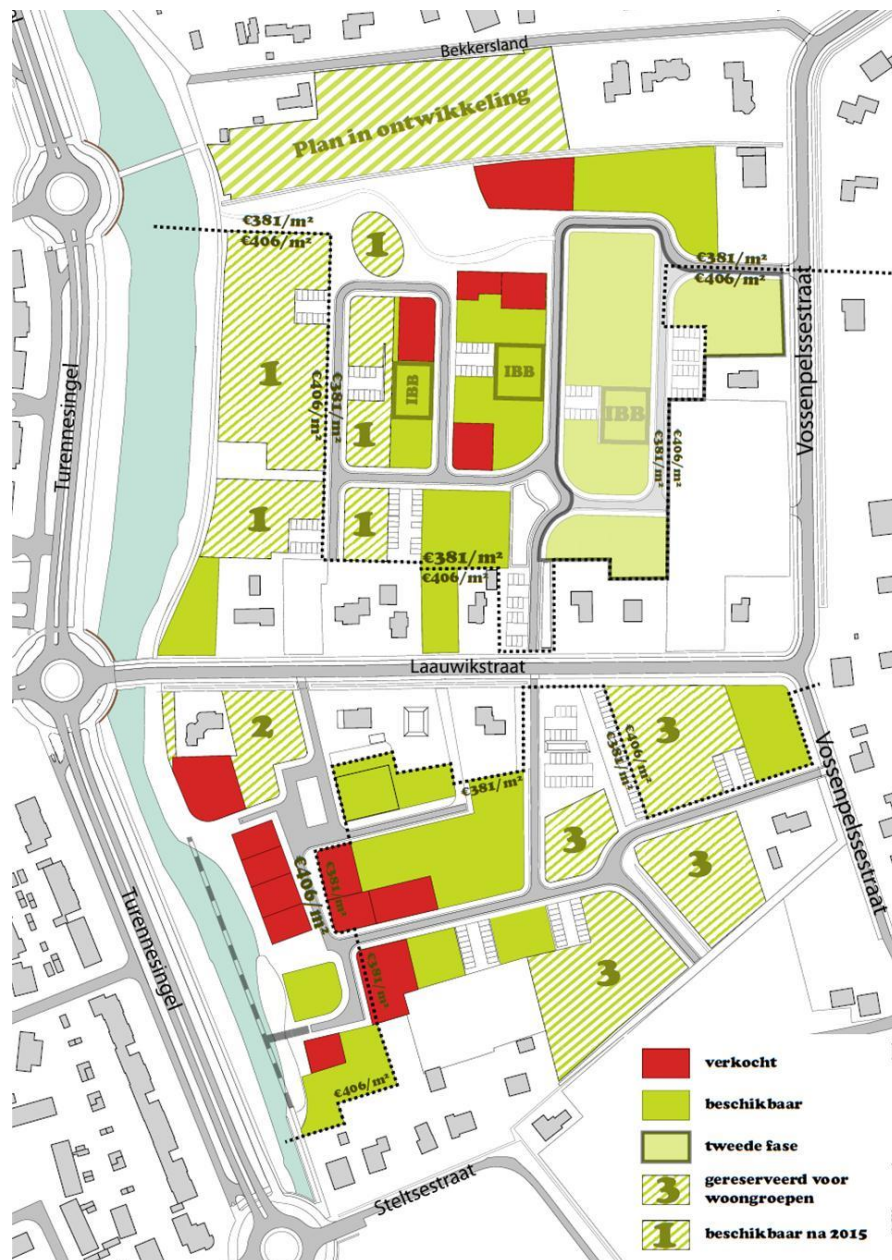 Bekkersland
Plan in ontwikkeling
€381/m²
€406/m²
1
€381/m²
€406/m²
1
€406/m²
€381/m²
IBB
IBB
IBB
1
€381/m²
€406/m²
Vossenpelssestraat
Turennesingel
1
1
€381/m²
€406/m²
Laauwikstraat
2
3
€406/m²
€381/m²
€381/m²
Vossenpelssestraat
3
3
€406/m²
€381/m²
Turennesingel
€381/m²
3
€406/m²
Steltsestraat
verkocht
beschikbaar
tweede fase
3
gereserveerd voor
woongroepen
1
beschikbaar na 2015